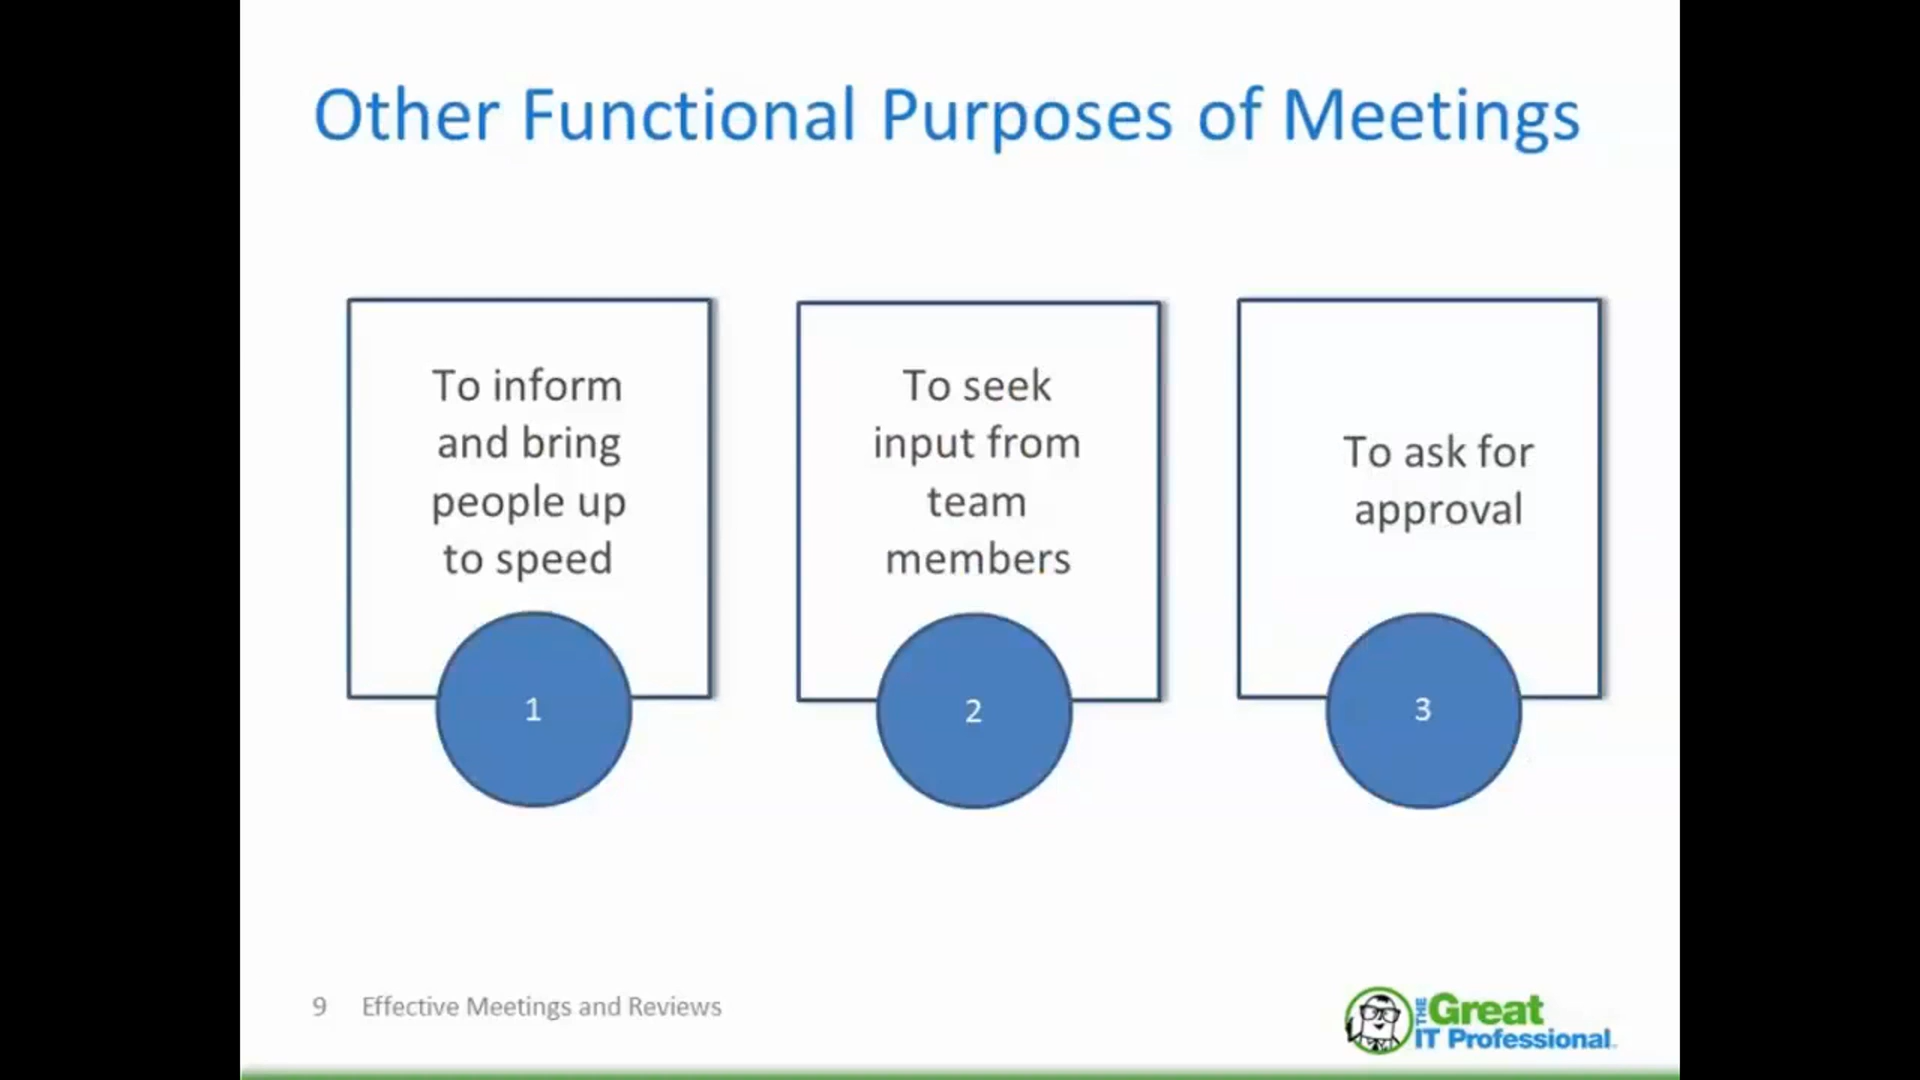 Other Functional Purposes of Meetings
To inform
and bring
people up
to speed
1
To seek
input from
team
members
2
To ask for
approval
3
9 Effective Meetings and Reviews
THE Great
IT Professional